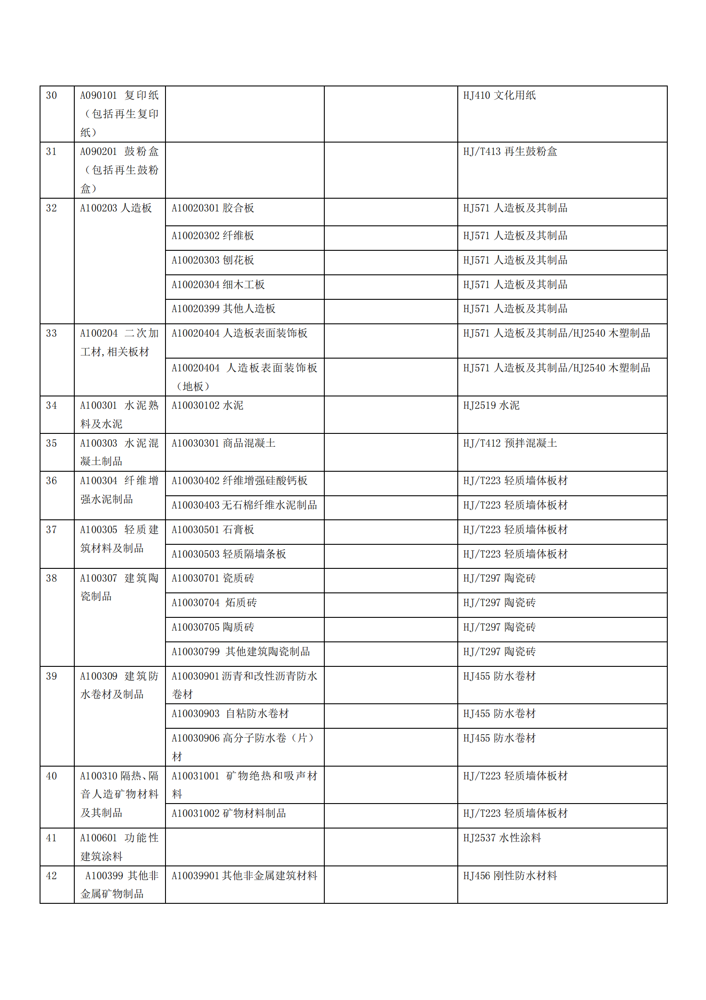 30 A090101 复印纸 HJ410 文化用纸
（包括再生复印
纸）
31 A090201 鼓粉盒 HJ/T413 再生鼓粉盒
（包括再生鼓粉
盒）
32 A100203 人造板 A10020301 胶合板 HJ571 人造板及其制品
A10020302 纤维板 HJ571 人造板及其制品
A10020303 刨花板 HJ571 人造板及其制品
A10020304 细木工板 HJ571 人造板及其制品
A10020399 其他人造板 HJ571 人造板及其制品
33 A100204 二次加 A10020404 人造板表面装饰板 HJ571 人造板及其制品/HJ2540 木塑制品
工材,相关板材
A10020404 人造板表面装饰板 HJ571 人造板及其制品/HJ2540 木塑制品
（地板）
34 A100301 水泥熟 A10030102 水泥 HJ2519 水泥
料及水泥
35 A100303 水泥混 A10030301 商品混凝土 HJ/T412 预拌混凝土
凝土制品
36 A100304 纤维增 A10030402 纤维增强硅酸钙板 HJ/T223 轻质墙体板材
强水泥制品
A10030403 无石棉纤维水泥制品 HJ/T223 轻质墙体板材
37 A100305 轻质建 A10030501 石膏板 HJ/T223 轻质墙体板材
筑材料及制品
A10030503 轻质隔墙条板 HJ/T223 轻质墙体板材
38 A100307 建筑陶 A10030701 瓷质砖 HJ/T297 陶瓷砖
瓷制品
A10030704 炻质砖 HJ/T297 陶瓷砖
A10030705 陶质砖 HJ/T297 陶瓷砖
A10030799 其他建筑陶瓷制品 HJ/T297 陶瓷砖
39 A100309 建筑防 A10030901 沥青和改性沥青防水 HJ455 防水卷材
水卷材及制品 卷材
A10030903 自粘防水卷材 HJ455 防水卷材
A10030906 高分子防水卷（片） HJ455 防水卷材
材
40 A100310 隔热、隔 A10031001 矿物绝热和吸声材 HJ/T223 轻质墙体板材
音人造矿物材料 料
及其制品 A10031002 矿物材料制品 HJ/T223 轻质墙体板材
41 A100601 功能性 HJ2537 水性涂料
建筑涂料
42 A100399 其他非 A10039901 其他非金属建筑材料 HJ456 刚性防水材料
金属矿物制品